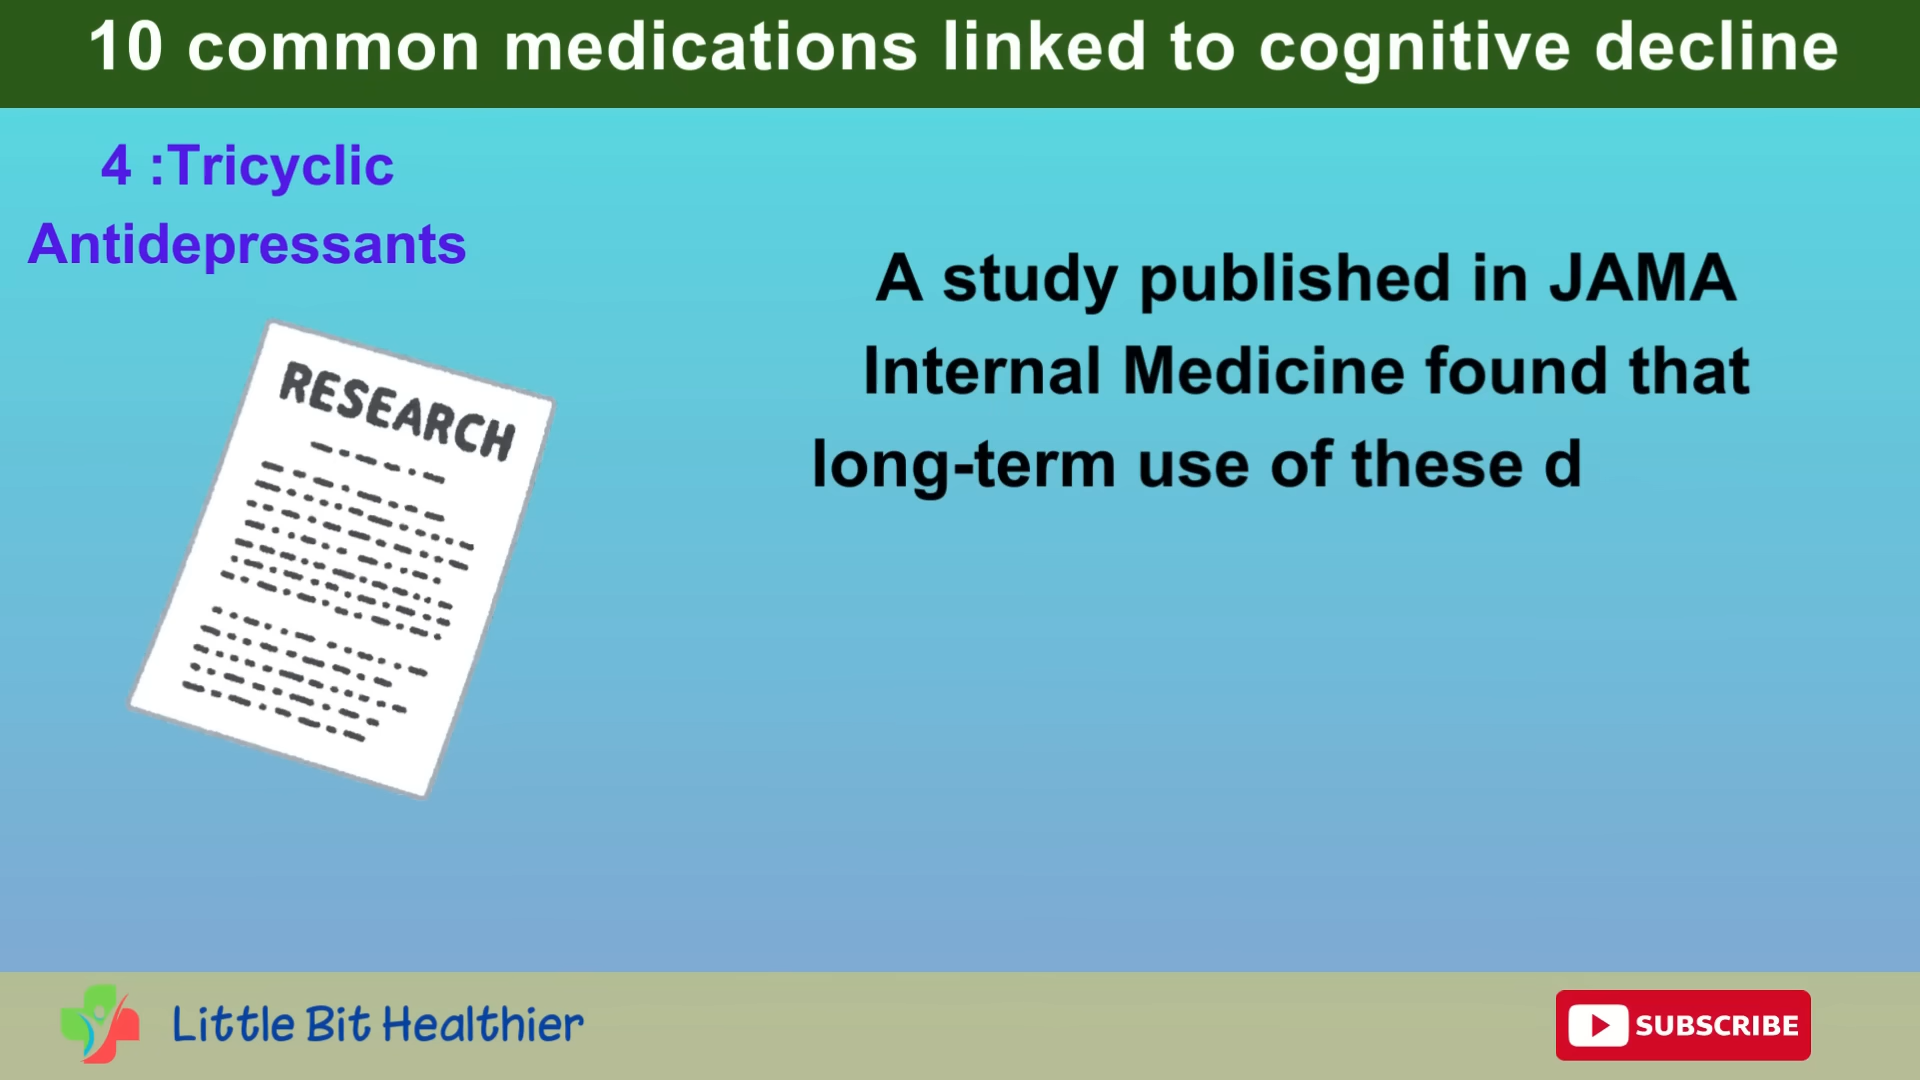 10 common medications linked to cognitive decline
4 :Tricyclic
Antidepressants
RESEARCH
A study published in JAMA
Internal Medicine found that
long-term use of these d
Little Bit Healthier
SUBSCRIBE